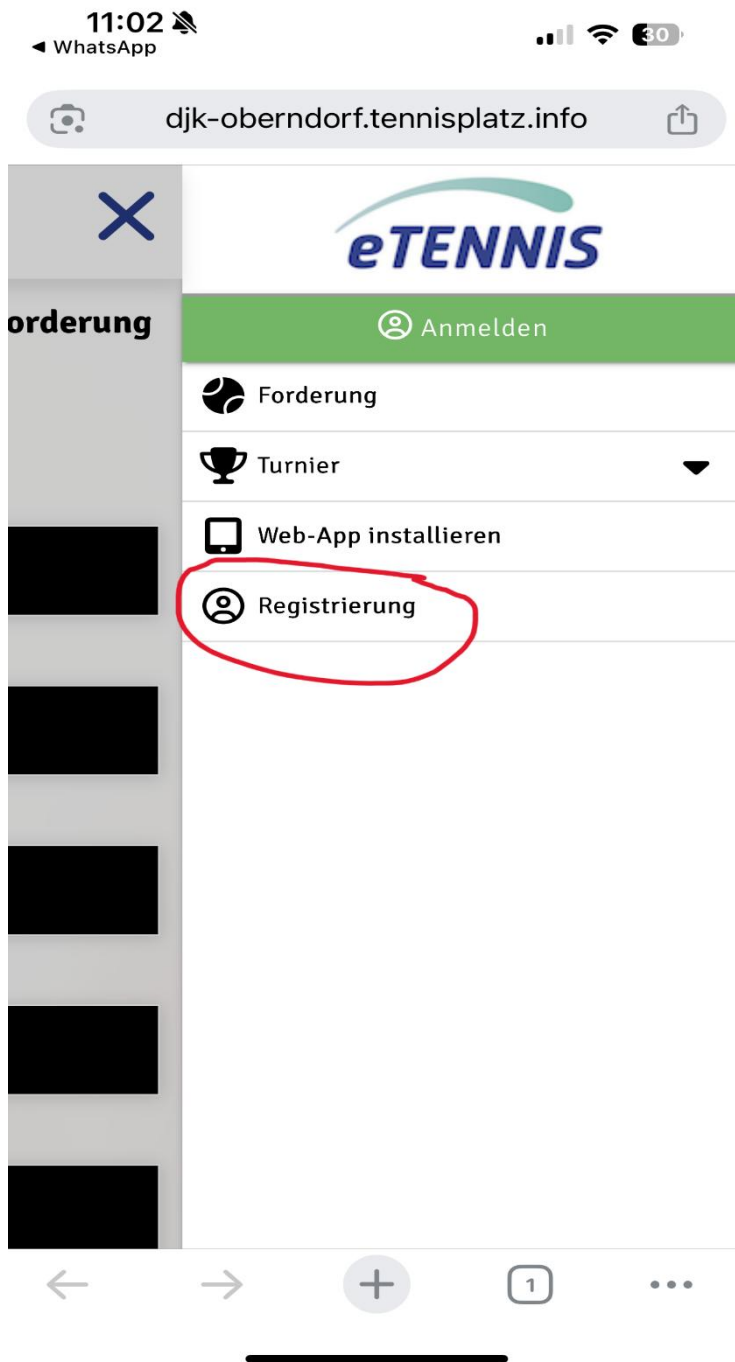 11:02
◀ WhatsApp
30
djk-oberndorf.tennisplatz.info
eTENNIS
orderung
Anmelden
Forderung
Turnier
Web-App installieren
Registrierung
1